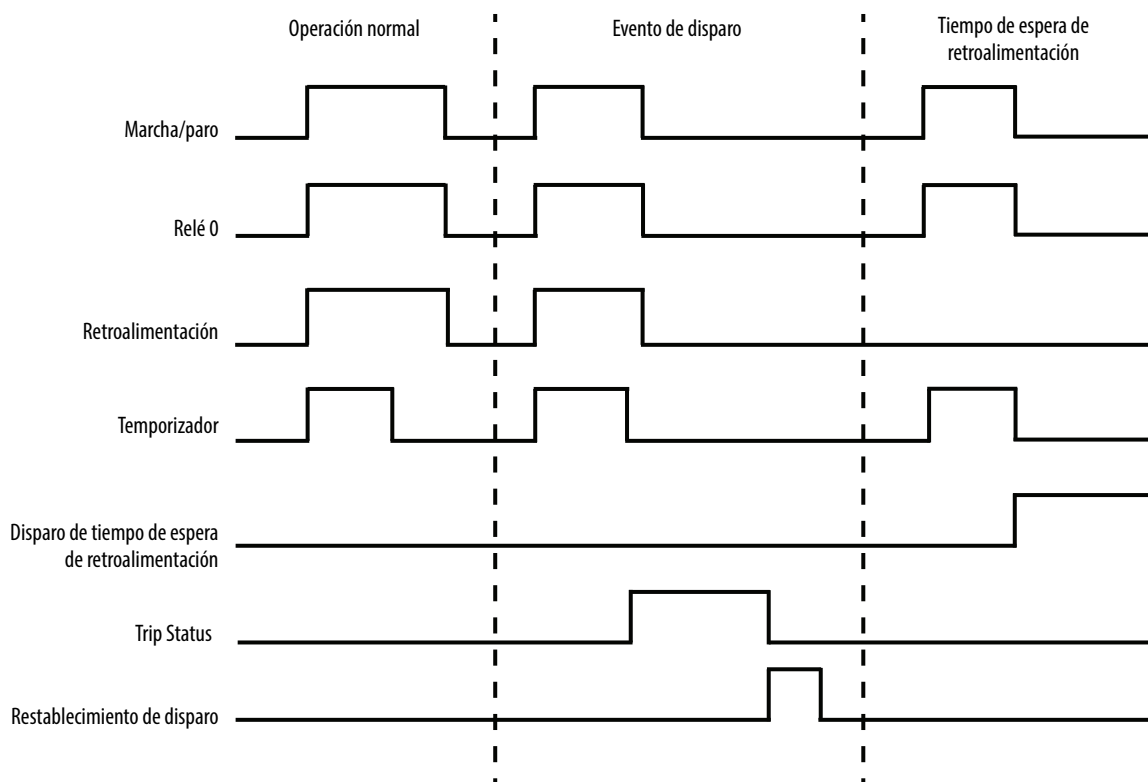 Operación normal
Evento de disparo
Tiempo de espera de
retroalimentación
Marcha/paro
Relé 0
Retroalimentación
Temporizador
Disparo de tiempo de espera
de retroalimentación
Trip Status
Restablecimiento de disparo